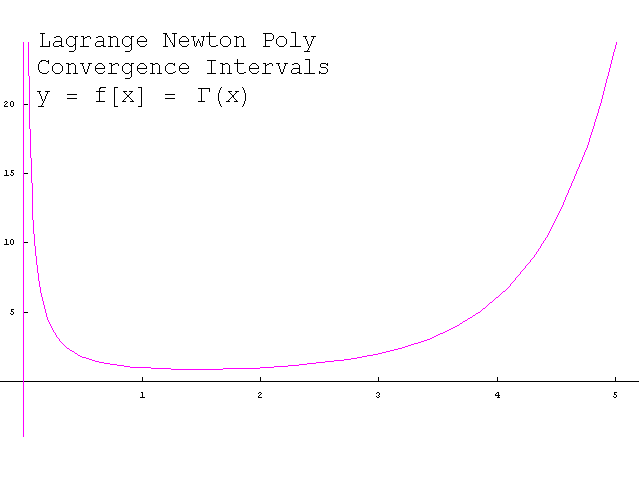 Lagrange Newton Poly
Convergence Intervals
y = f[x] = Γ(x)
20
15
10
5
1 2 3 4 5